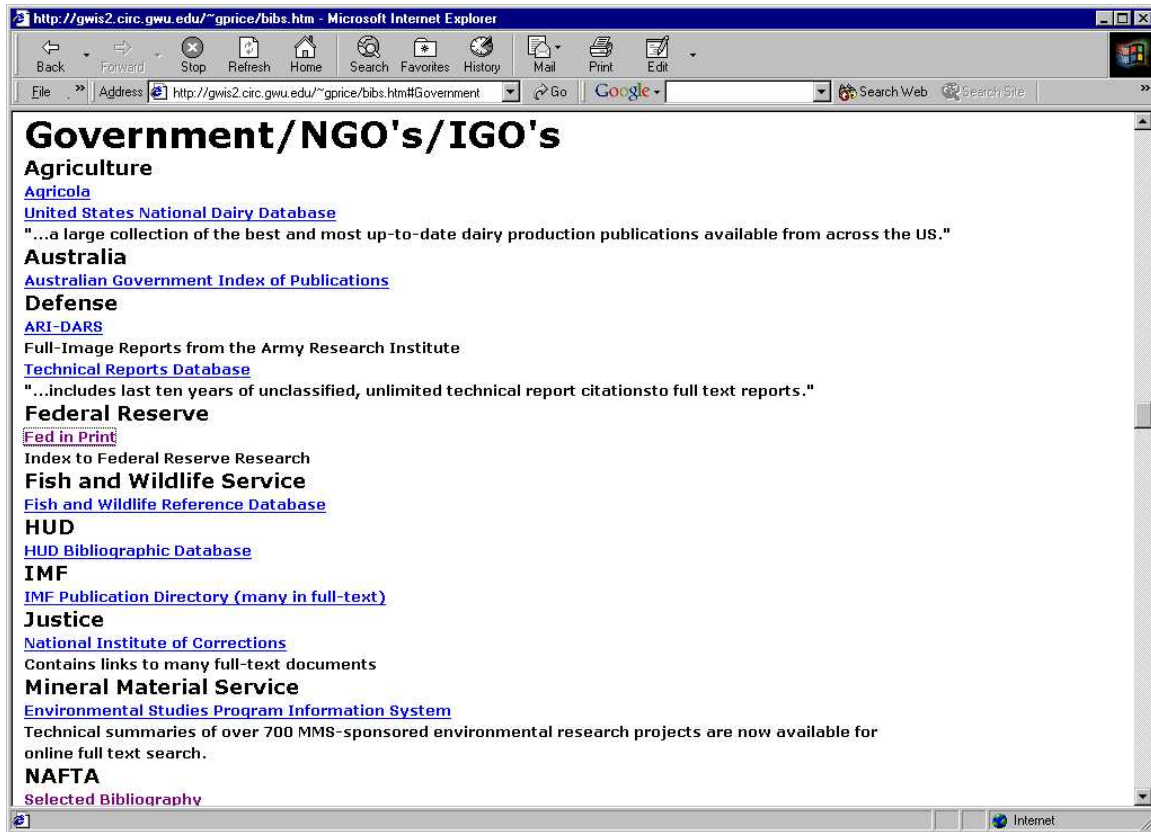 http://gwis2.circ.gwu.edu/~gprice/bibs.htm - Microsoft Internet Explorer
Back Forward Stop Refresh Home Search Favorites History Mail Print Edit
File » Address http://gwis2.circ.gwu.edu/~gprice/bibs.htm#Government Go Google Search Web Search Site »
Government/NGO's/IGO's
Agriculture
Agricola
United States National Dairy Database
"...a large collection of the best and most up-to-date dairy production publications available from across the US."
Australia
Australian Government Index of Publications
Defense
ARI-DARS
Full-Image Reports from the Army Research Institute
Technical Reports Database
"...includes last ten years of unclassified, unlimited technical report citationsto full text reports."
Federal Reserve
Fed in Print
Index to Federal Reserve Research
Fish and Wildlife Service
Fish and Wildlife Reference Database
HUD
HUD Bibliographic Database
IMF
IMF Publication Directory (many in full-text)
Justice
National Institute of Corrections
Contains links to many full-text documents
Mineral Material Service
Environmental Studies Program Information System
Technical summaries of over 700 MMS-sponsored environmental research projects are now available for
online full text search.
NAFTA
Selected Bibliography
Internet